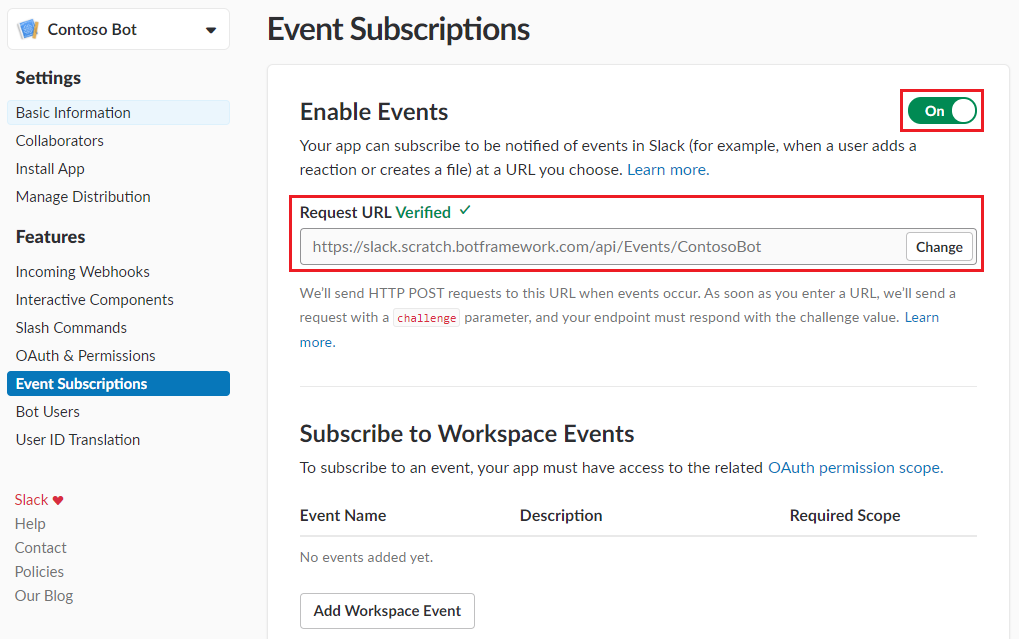 Contoso Bot
Settings
Basic Information
Collaborators
Install App
Manage Distribution
Features
Incoming Webhooks
Interactive Components
Slash Commands
OAuth & Permissions
Event Subscriptions
Bot Users
User ID Translation
Slack ♥
Help
Contact
Policies
Our Blog
Event Subscriptions
Enable Events
On
Your app can subscribe to be notified of events in Slack (for example, when a user adds a
reaction or creates a file) at a URL you choose. Learn more.
Request URL Verified ✓
https://slack.scratch.botframework.com/api/Events/ContosoBot
Change
We’ll send HTTP POST requests to this URL when events occur. As soon as you enter a URL, we’ll send a
request with a challenge parameter, and your endpoint must respond with the challenge value. Learn
more.
Subscribe to Workspace Events
To subscribe to an event, your app must have access to the related OAuth permission scope.
Event Name Description Required Scope
No events added yet.
Add Workspace Event